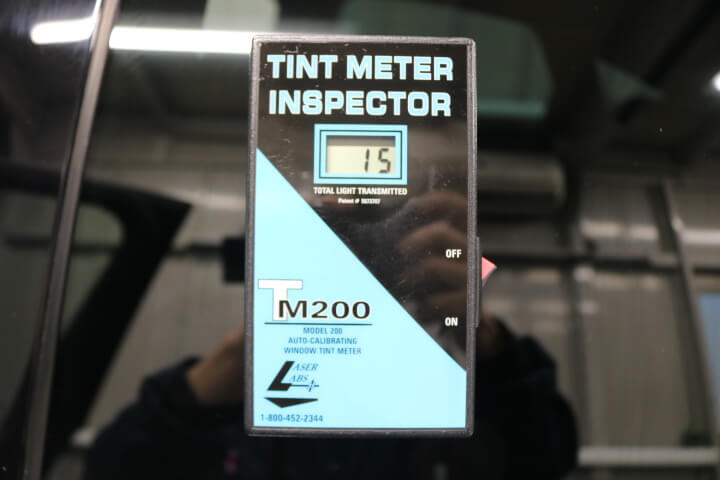 TINT METER
INSPECTOR
15
TOTAL LIGHT TRANSMITTED
OFF
ON
TM200
MODEL 200
AUTO-CALIBRATING
WINDOW TINT METER
LASER
LABS
1-800-452-2344